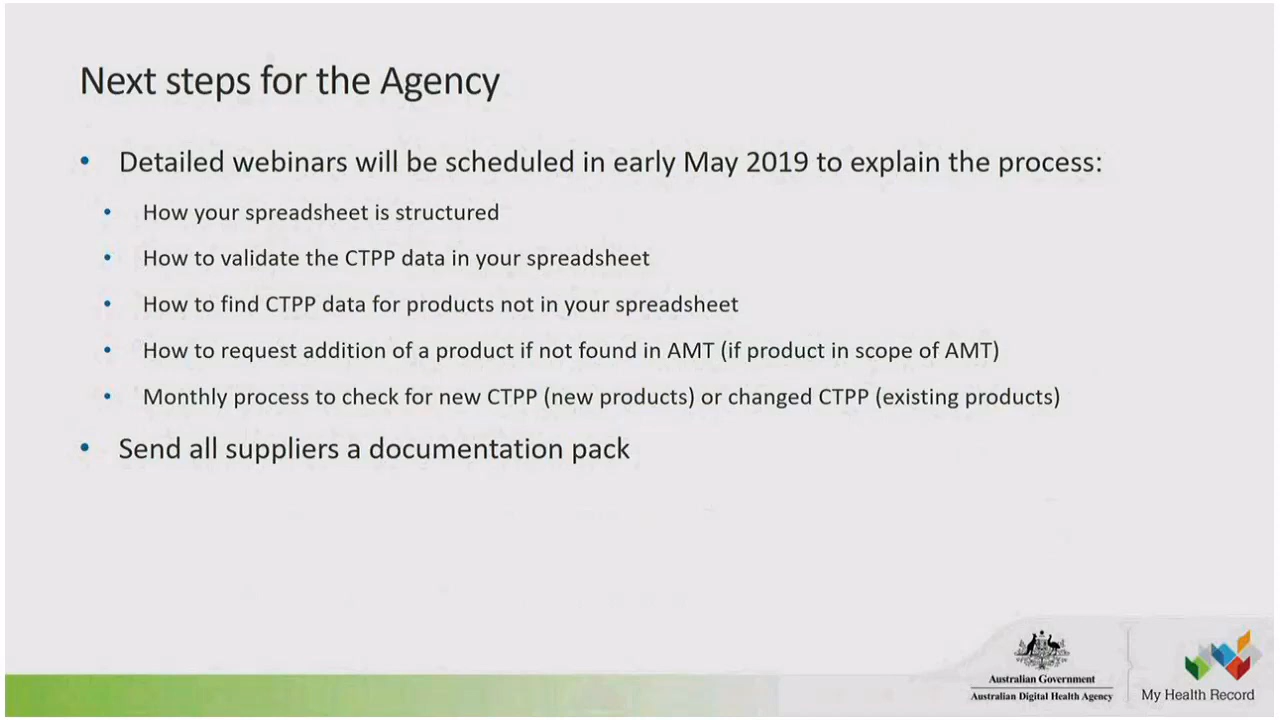 Next steps for the Agency
• Detailed webinars will be scheduled in early May 2019 to explain the process:
• How your spreadsheet is structured
• How to validate the CTPP data in your spreadsheet
• How to find CTPP data for products not in your spreadsheet
• How to request addition of a product if not found in AMT (if product in scope of AMT)
• Monthly process to check for new CTPP (new products) or changed CTPP (existing products)
• Send all suppliers a documentation pack
Australian Government
Australian Digital Health Agency
My Health Record